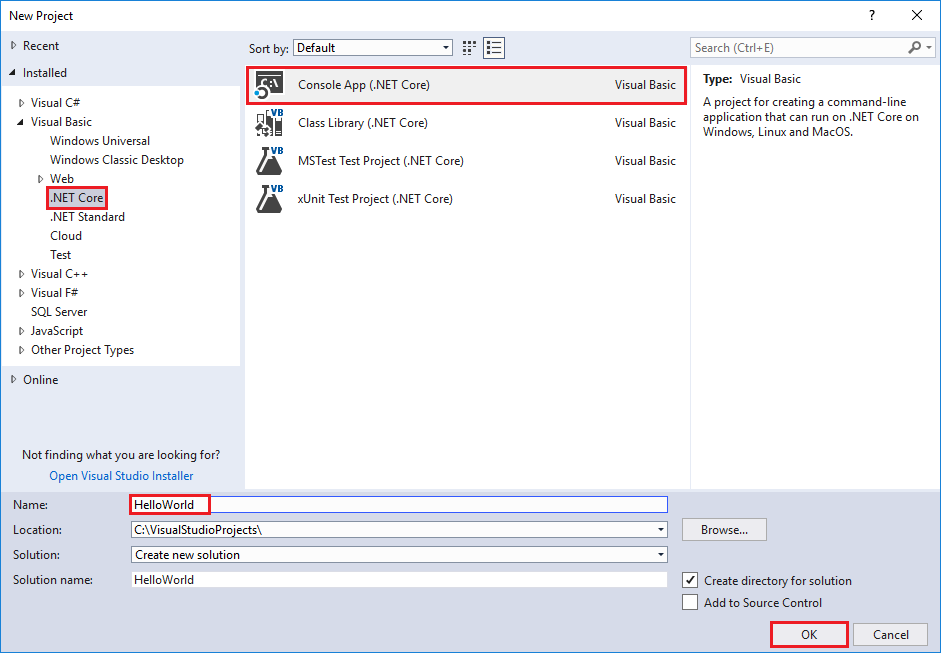 New Project
?
Recent
Installed
Visual C#
Visual Basic
Windows Universal
Windows Classic Desktop
Web
.NET Core
.NET Standard
Cloud
Test
Visual C++
Visual F#
SQL Server
JavaScript
Other Project Types
Online
Not finding what you are looking for?
Open Visual Studio Installer
Sort by: Default
Console App (.NET Core) Visual Basic
VB
Class Library (.NET Core) Visual Basic
VB
MSTest Test Project (.NET Core) Visual Basic
VB
xUnit Test Project (.NET Core) Visual Basic
Search (Ctrl+E)
Type: Visual Basic
A project for creating a command-line
application that can run on .NET Core on
Windows, Linux and MacOS.
Name: HelloWorld
Location: C:\VisualStudioProjects\
Browse...
Solution: Create new solution
Solution name: HelloWorld
Create directory for solution
Add to Source Control
OK
Cancel